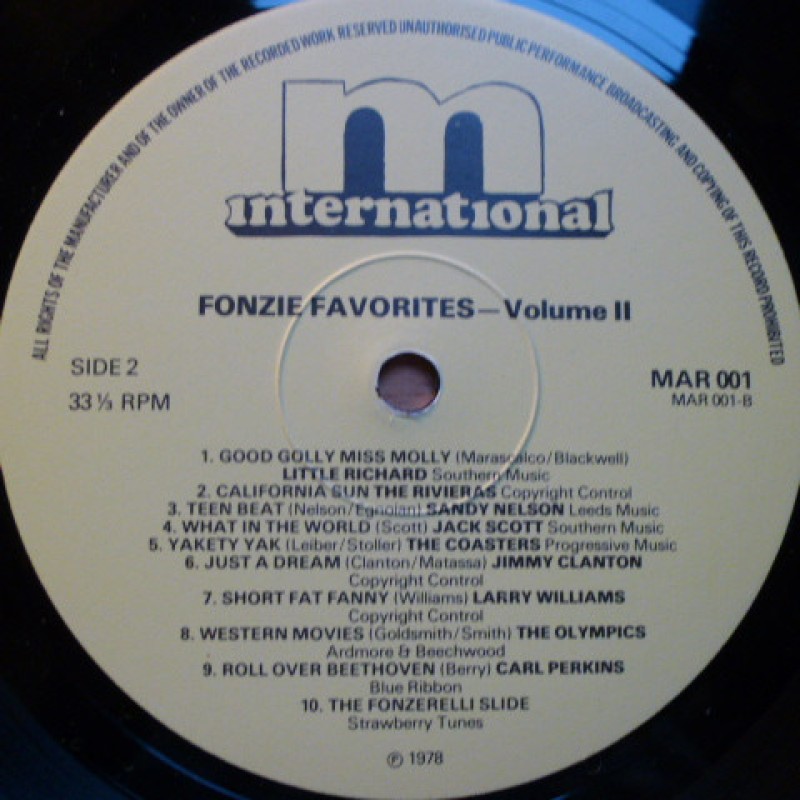 ALL RIGHTS OF THE MANUFACTURER AND OF THE OWNER OF THE RECORDED WORK RESERVED UNAUTHORISED PUBLIC PERFORMANCE BROADCASTING AND COPYING OF THIS RECORD PROHIBITED
m
international
FONZIE FAVORITES—Volume II
SIDE 2
33 ⅓ RPM
MAR 001
MAR 001-B
1. GOOD GOLLY MISS MOLLY (Marascalco/Blackwell)
LITTLE RICHARD Southern Music
2. CALIFORNIA SUN THE RIVIERAS Copyright Control
3. TEEN BEAT (Nelson/Egnoian) SANDY NELSON Leeds Music
4. WHAT IN THE WORLD (Scott) JACK SCOTT Southern Music
5. YAKETY YAK (Leiber/Stoller) THE COASTERS Progressive Music
6. JUST A DREAM (Clanton/Matassa) JIMMY CLANTON
Copyright Control
7. SHORT FAT FANNY (Williams) LARRY WILLIAMS
Copyright Control
8. WESTERN MOVIES (Goldsmith/Smith) THE OLYMPICS
Ardmore & Beechwood
9. ROLL OVER BEETHOVEN (Berry) CARL PERKINS
Blue Ribbon
10. THE FONZERELLI SLIDE
Strawberry Tunes
℗ 1978